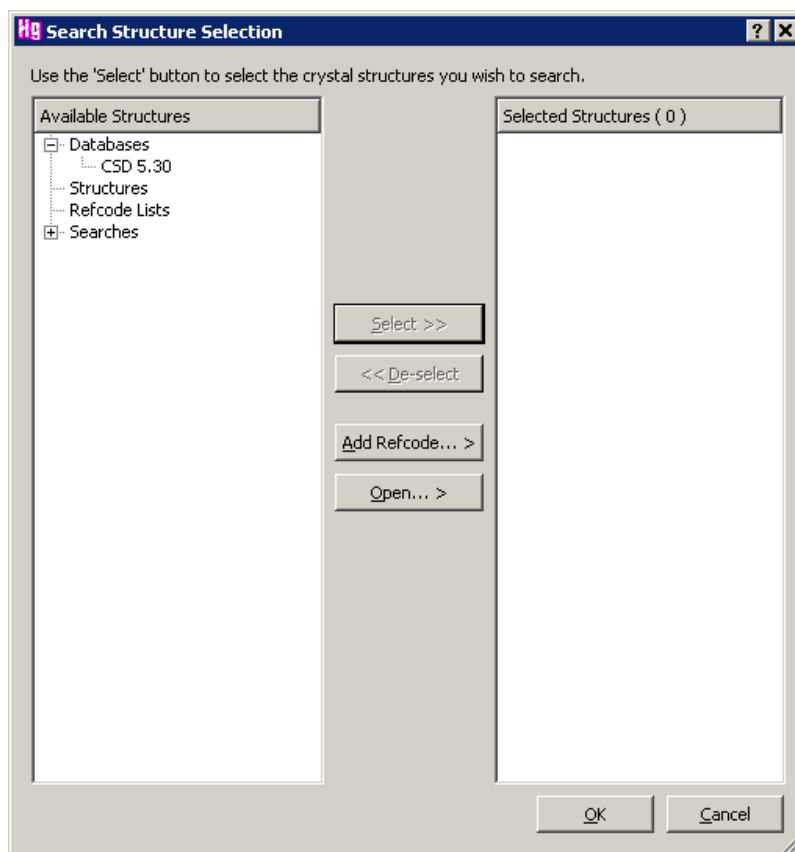 Hg Search Structure Selection
Use the 'Select' button to select the crystal structures you wish to search.
Available Structures
Databases
CSD 5.30
Structures
Refcode Lists
Searches
Select >>
<< De-select
Add Refcode... >
Open... >
Selected Structures ( 0 )
OK
Cancel